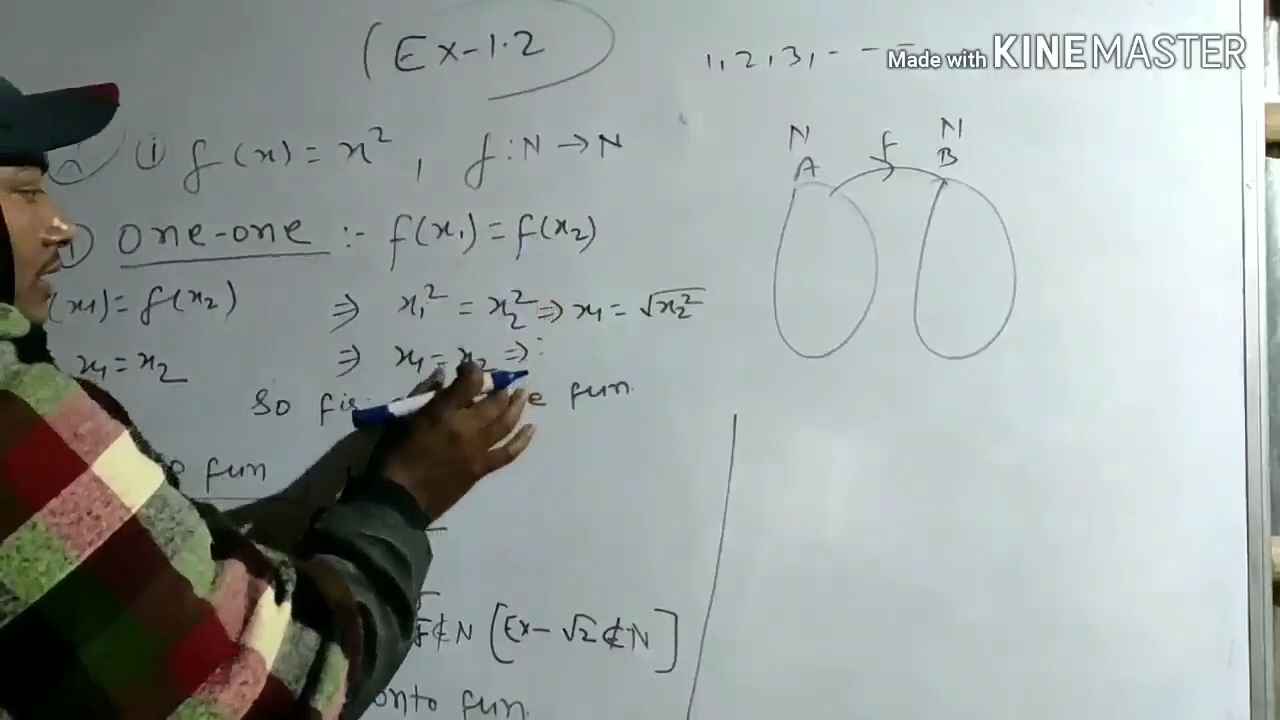 (Ex-1.2
1, 2, 3, - - -
Made with KINEMASTER
(i) f(x) = x², f: N → N
N f N
A B
One-one :- f(x₁) = f(x₂)
(x₁) = f(x₂) ⇒ x₁² = x₂² ⇒ x₁ = √x₂²
x₁ = x₂ ⇒ x₁ = x₂ ⇒
So f is e fun.
fun
∉ N [Ex- √2 ∉ N]
onto fun.